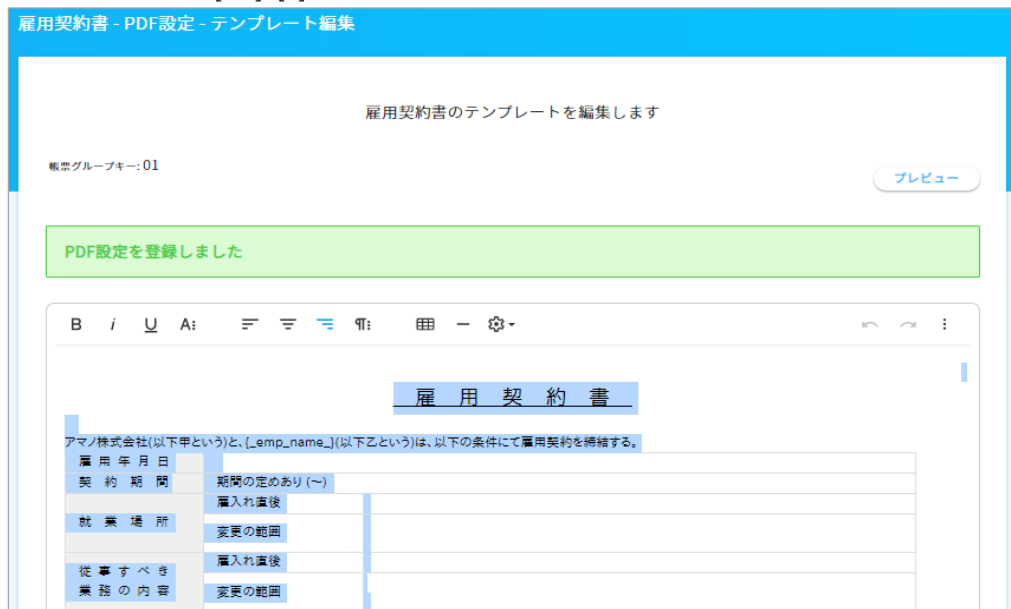 雇用契約書 - PDF設定 - テンプレート編集
雇用契約書のテンプレートを編集します
帳票グループキー: 01
プレビュー
PDF設定を登録しました
B i U A
雇 用 契 約 書
アマノ株式会社(以下甲という)と、{_emp_name_}(以下乙という)は、以下の条件にて雇用契約を締結する。
雇 用 年 月 日
契 約 期 間 期間の定めあり (〜)
雇入れ直後
就 業 場 所
変更の範囲
雇入れ直後
従 事 す べ き
業 務 の 内 容 変更の範囲